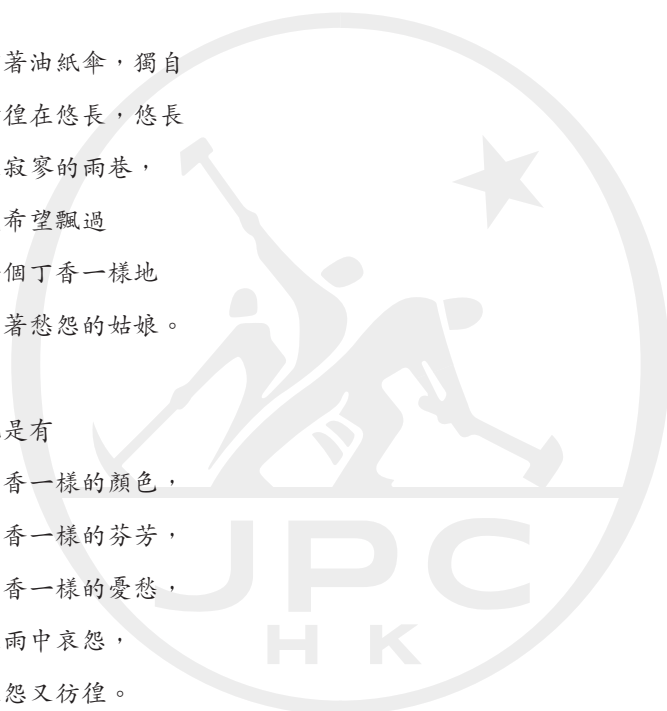 著油紙傘，獨自
徨在悠長，悠長
寂寥的雨巷，
希望飄過
個丁香一樣地
著愁怨的姑娘。
是有
香一樣的顏色，
香一樣的芬芳，
香一樣的憂愁，
雨中哀怨，
怨又彷徨。
JPC
HK